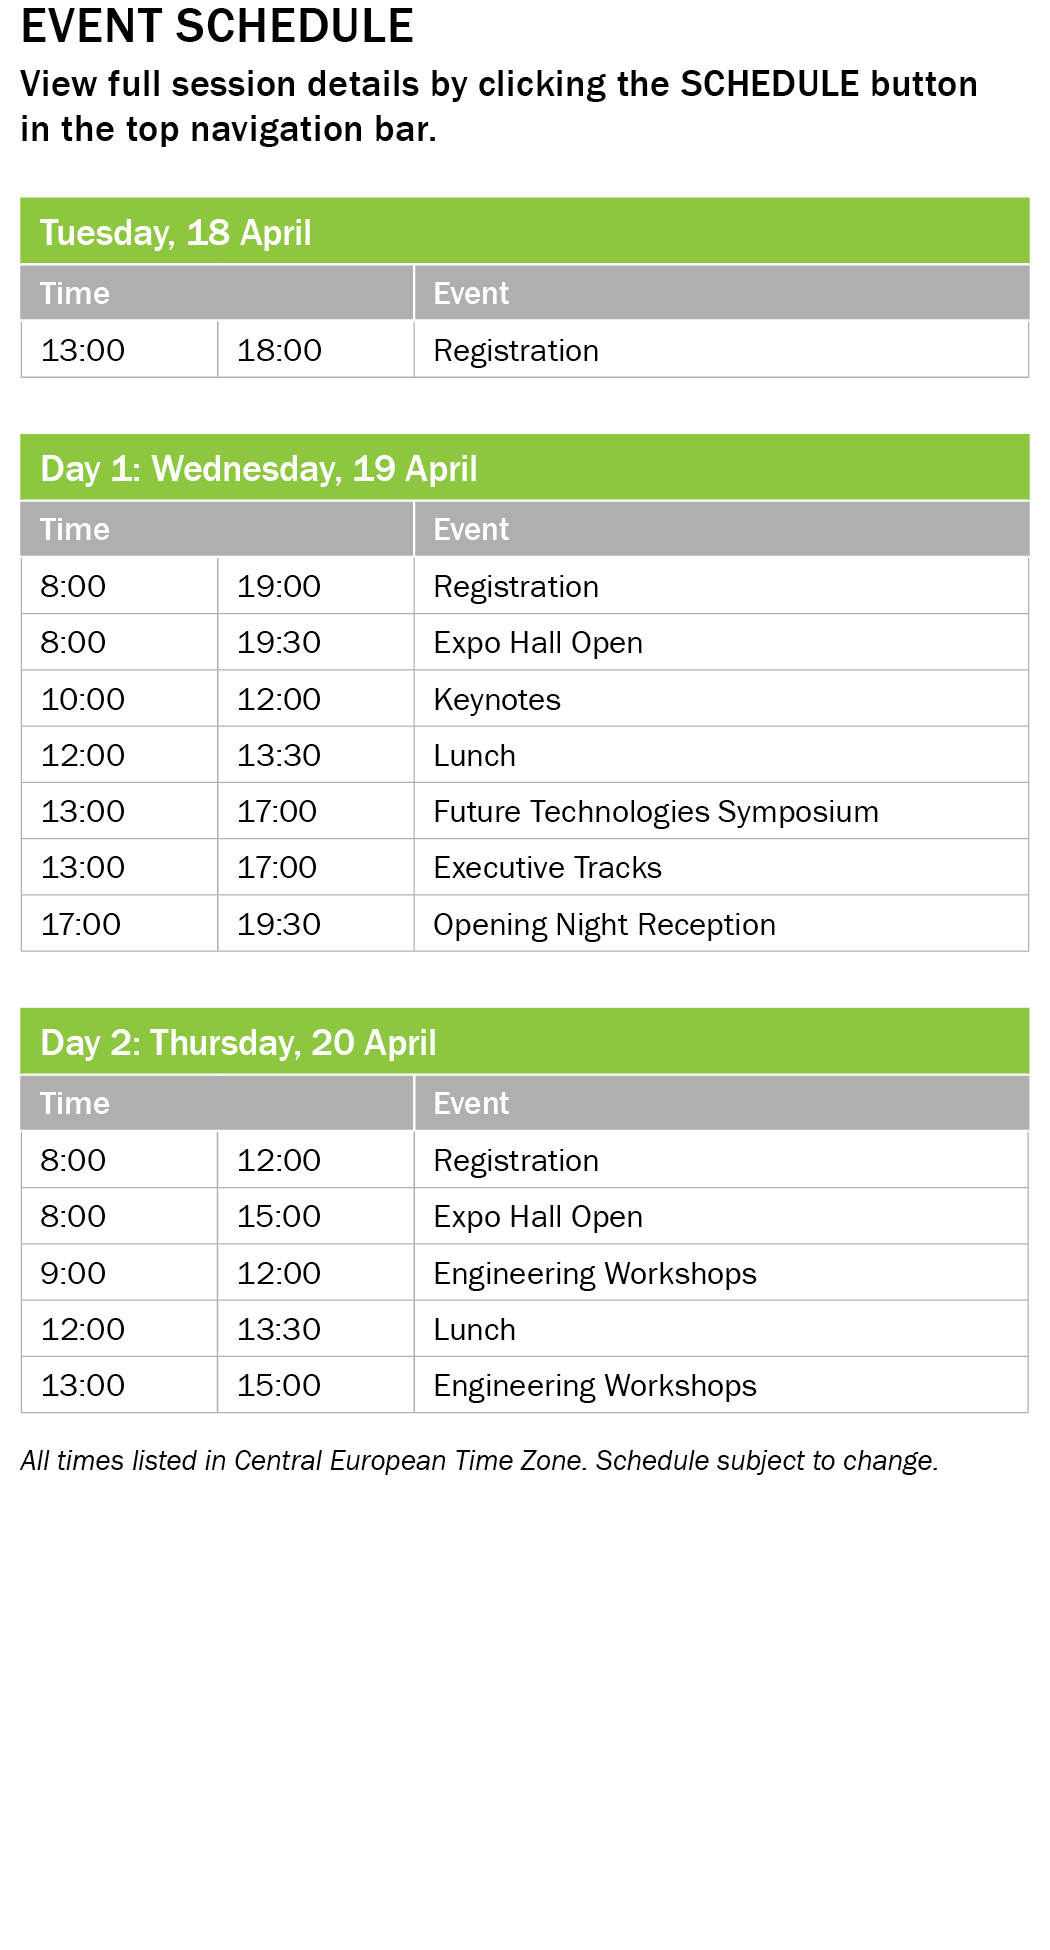 EVENT SCHEDULE
View full session details by clicking the SCHEDULE button
in the top navigation bar.
Tuesday, 18 April
Time Event
13:00 18:00 Registration
Day 1: Wednesday, 19 April
Time Event
8:00 19:00 Registration
8:00 19:30 Expo Hall Open
10:00 12:00 Keynotes
12:00 13:30 Lunch
13:00 17:00 Future Technologies Symposium
13:00 17:00 Executive Tracks
17:00 19:30 Opening Night Reception
Day 2: Thursday, 20 April
Time Event
8:00 12:00 Registration
8:00 15:00 Expo Hall Open
9:00 12:00 Engineering Workshops
12:00 13:30 Lunch
13:00 15:00 Engineering Workshops
All times listed in Central European Time Zone. Schedule subject to change.